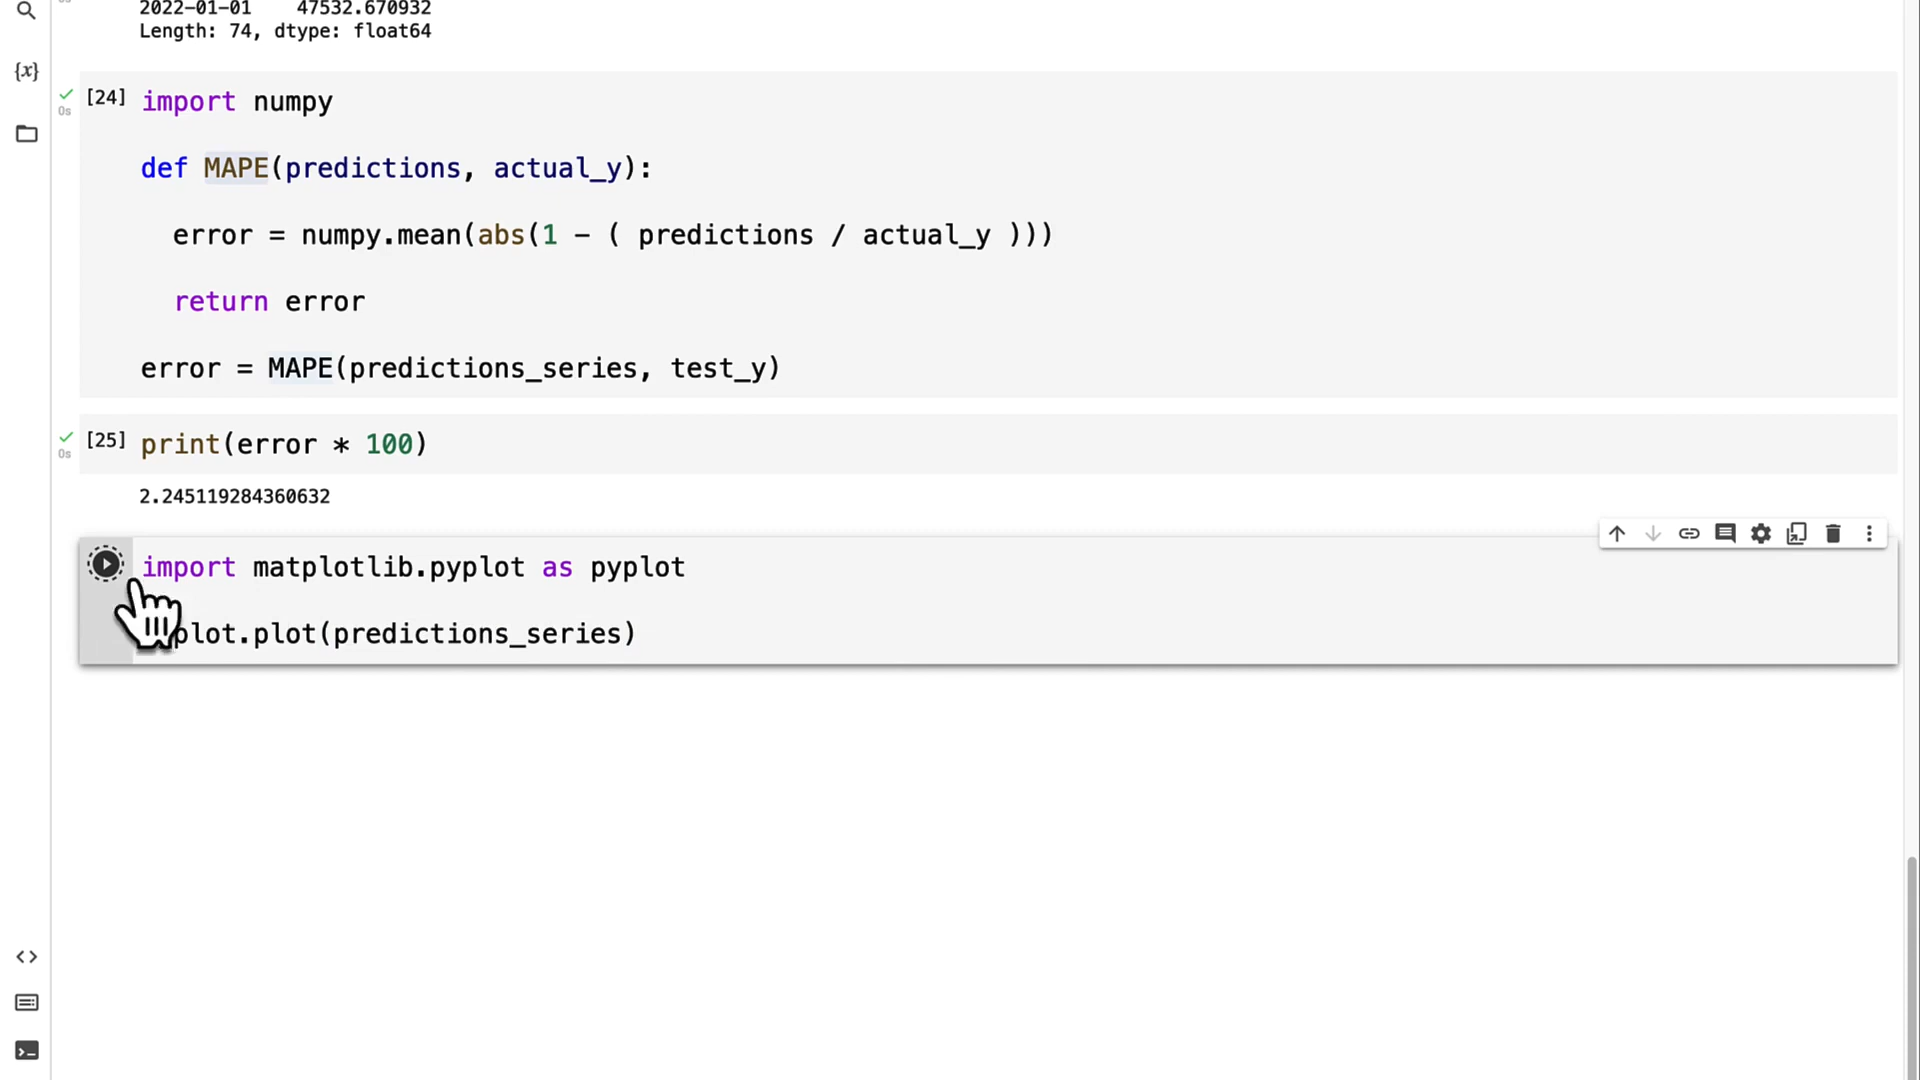 2022-01-01    47532.670932
Length: 74, dtype: float64
{x}
0s
[24] import numpy
def MAPE(predictions, actual_y):
error = numpy.mean(abs(1 - ( predictions / actual_y )))
return error
error = MAPE(predictions_series, test_y)
0s
[25] print(error * 100)
2.245119284360632
import matplotlib.pyplot as pyplot
plot.plot(predictions_series)